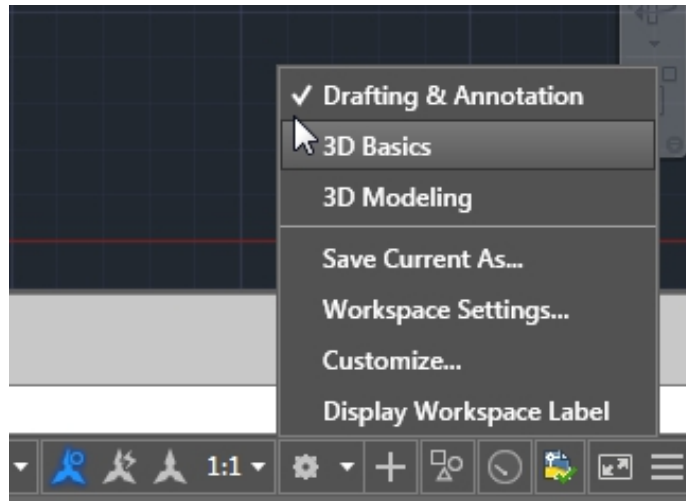 Drafting & Annotation
3D Basics
3D Modeling
Save Current As...
Workspace Settings...
Customize...
Display Workspace Label
1:1